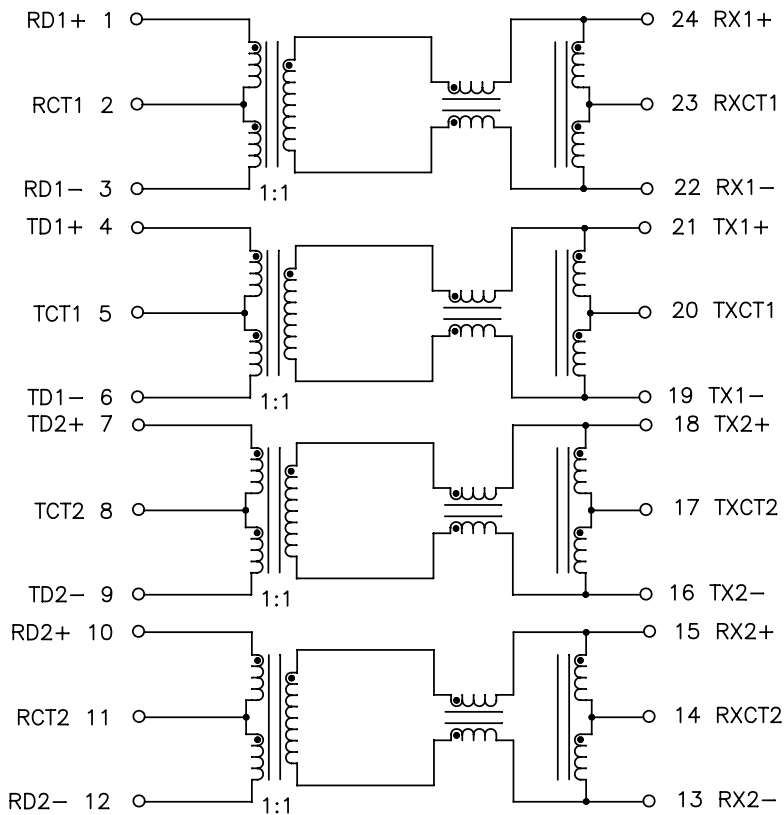 RD1+ 1 24 RX1+
RCT1 2 23 RXCT1
RD1- 3 1:1 22 RX1-
TD1+ 4 21 TX1+
TCT1 5 20 TXCT1
TD1- 6 1:1 19 TX1-
TD2+ 7 18 TX2+
TCT2 8 17 TXCT2
TD2- 9 1:1 16 TX2-
RD2+ 10 15 RX2+
RCT2 11 14 RXCT2
RD2- 12 1:1 13 RX2-